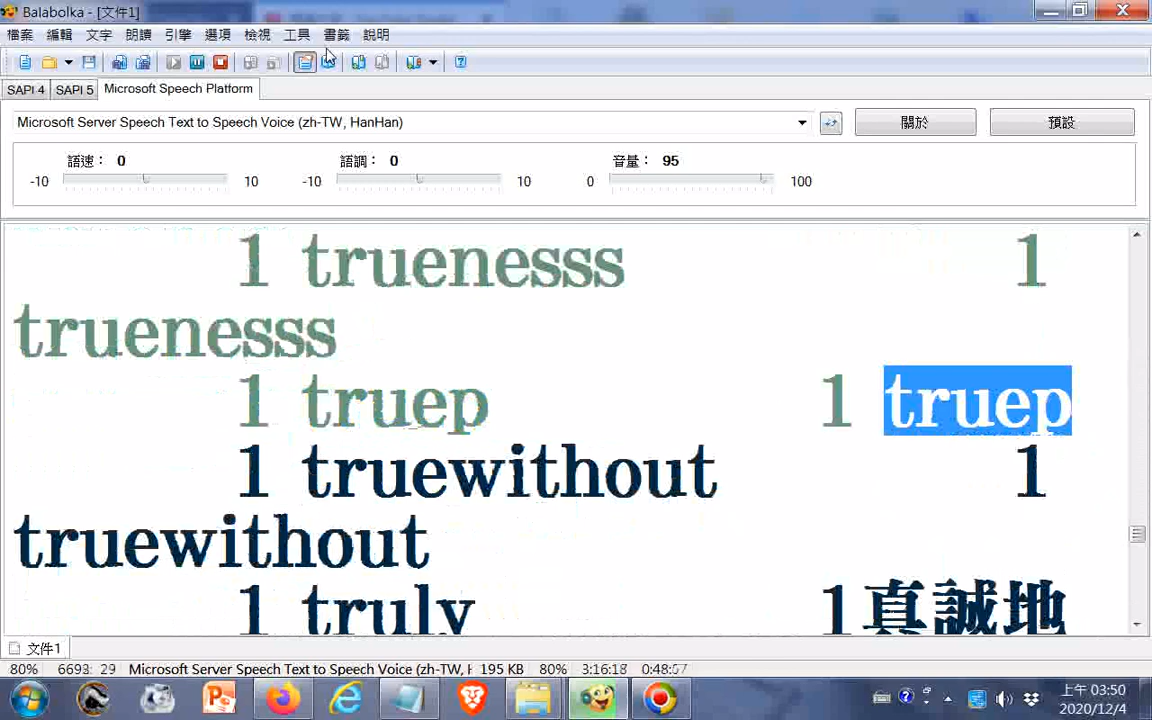 Balabolka - [文件1]
檔案 編輯 文字 朗讀 引擎 選項 檢視 工具 書籤 說明
SAPI 4 SAPI 5 Microsoft Speech Platform
Microsoft Server Speech Text to Speech Voice (zh-TW, HanHan) 關於 預設
語速： 0 語調： 0 音量： 95
-10 10 -10 10 0 100
1 truenesss 1
truenesss
1 truep 1 truep
1 truewithout 1
truewithout
1 truly 1真誠地
文件1
80% 6693: 29 Microsoft Server Speech Text to Speech Voice (zh-TW, H 195 KB 80% 3:16:18 0:48:07
上午 03:50
2020/12/4